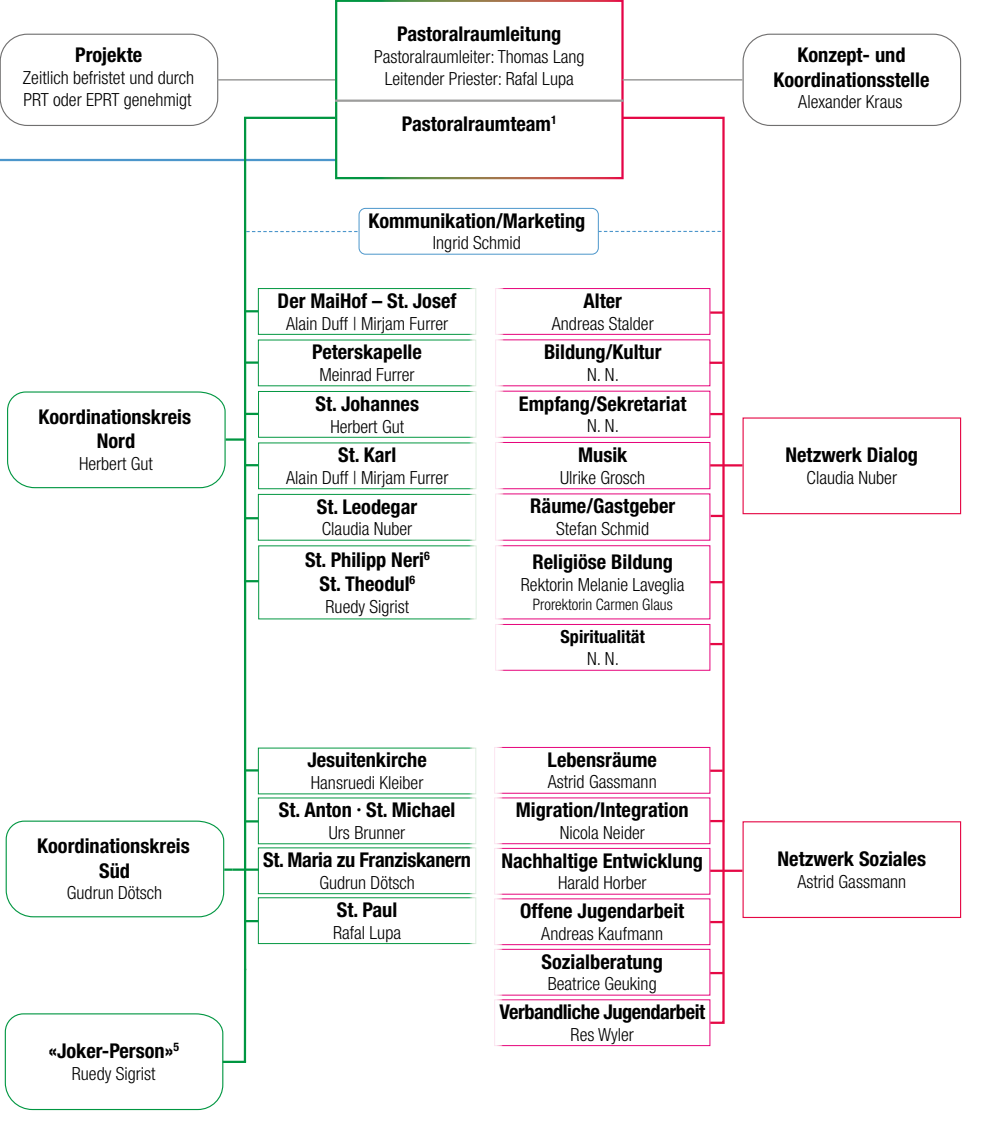 Pastoralraumleitung
Pastoralraumleiter: Thomas Lang
Leitender Priester: Rafal Lupa
Projekte
Zeitlich befristet und durch
PRT oder EPRT genehmigt
Konzept- und
Koordinationsstelle
Alexander Kraus
Pastoralraumteam¹
Kommunikation/Marketing
Ingrid Schmid
Der MaiHof – St. Josef
Alain Duff | Mirjam Furrer
Peterskapelle
Meinrad Furrer
St. Johannes
Herbert Gut
St. Karl
Alain Duff | Mirjam Furrer
St. Leodegar
Claudia Nuber
St. Philipp Neri⁶
St. Theodul⁶
Ruedy Sigrist
Koordinationskreis
Nord
Herbert Gut
Alter
Andreas Stalder
Bildung/Kultur
N. N.
Empfang/Sekretariat
N. N.
Musik
Ulrike Grosch
Räume/Gastgeber
Stefan Schmid
Religiöse Bildung
Rektorin Melanie Laveglia
Prorektorin Carmen Glaus
Spiritualität
N. N.
Netzwerk Dialog
Claudia Nuber
Jesuitenkirche
Hansruedi Kleiber
St. Anton · St. Michael
Urs Brunner
St. Maria zu Franziskanern
Gudrun Dötsch
St. Paul
Rafal Lupa
Koordinationskreis
Süd
Gudrun Dötsch
Lebensräume
Astrid Gassmann
Migration/Integration
Nicola Neider
Nachhaltige Entwicklung
Harald Horber
Offene Jugendarbeit
Andreas Kaufmann
Sozialberatung
Beatrice Geuking
Verbandliche Jugendarbeit
Res Wyler
Netzwerk Soziales
Astrid Gassmann
«Joker-Person»⁵
Ruedy Sigrist